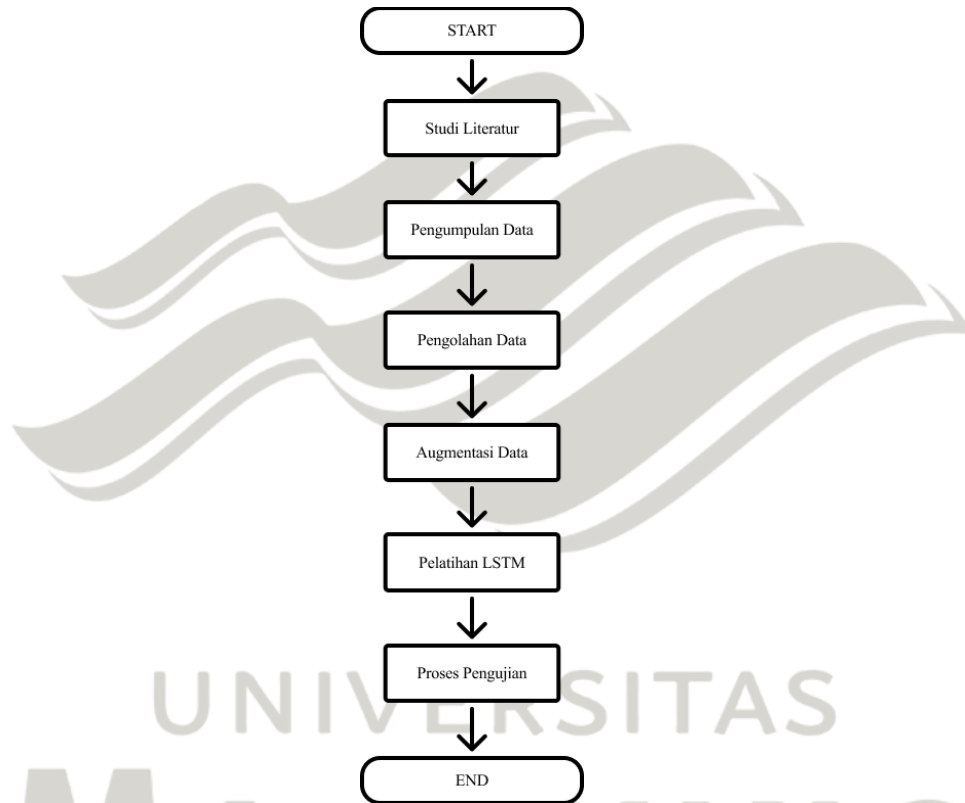 START
Studi Literatur
Pengumpulan Data
Pengolahan Data
Augmentasi Data
Pelatihan LSTM
Proses Pengujian
UNIVERSITAS
END